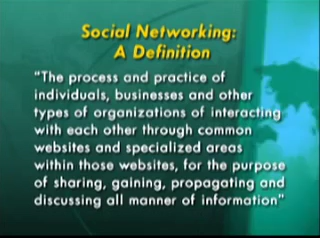 Social Networking:
A Definition
"The process and practice of
individuals, businesses and other
types of organizations of interacting
with each other through common
websites and specialized areas
within those websites, for the purpose
of sharing, gaining, propagating and
discussing all manner of information"